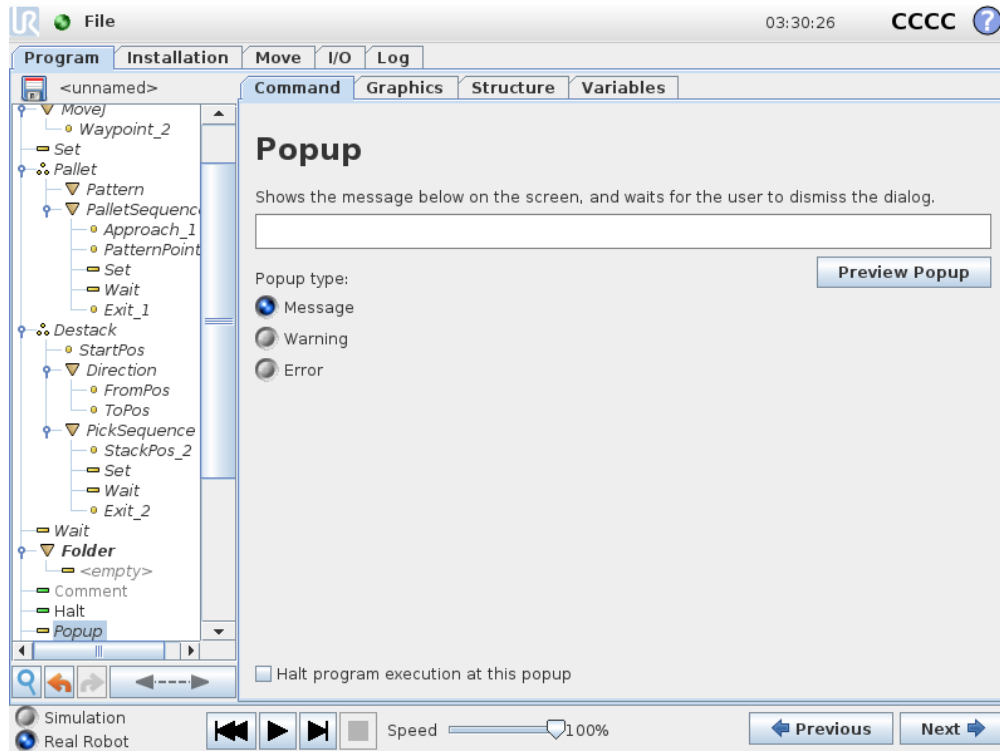 UR File 03:30:26 CCCC ?
Program Installation Move I/O Log
<unnamed> Command Graphics Structure Variables
MoveJ
Waypoint_2
Set
Pallet
Pattern
PalletSequenc
Approach_1
PatternPoint
Set
Wait
Exit_1
Destack
StartPos
Direction
FromPos
ToPos
PickSequence
StackPos_2
Set
Wait
Exit_2
Wait
Folder
<empty>
Comment
Halt
Popup
Popup
Shows the message below on the screen, and waits for the user to dismiss the dialog.
Preview Popup
Popup type:
Message
Warning
Error
Halt program execution at this popup
Simulation
Real Robot
Speed 100%
Previous Next